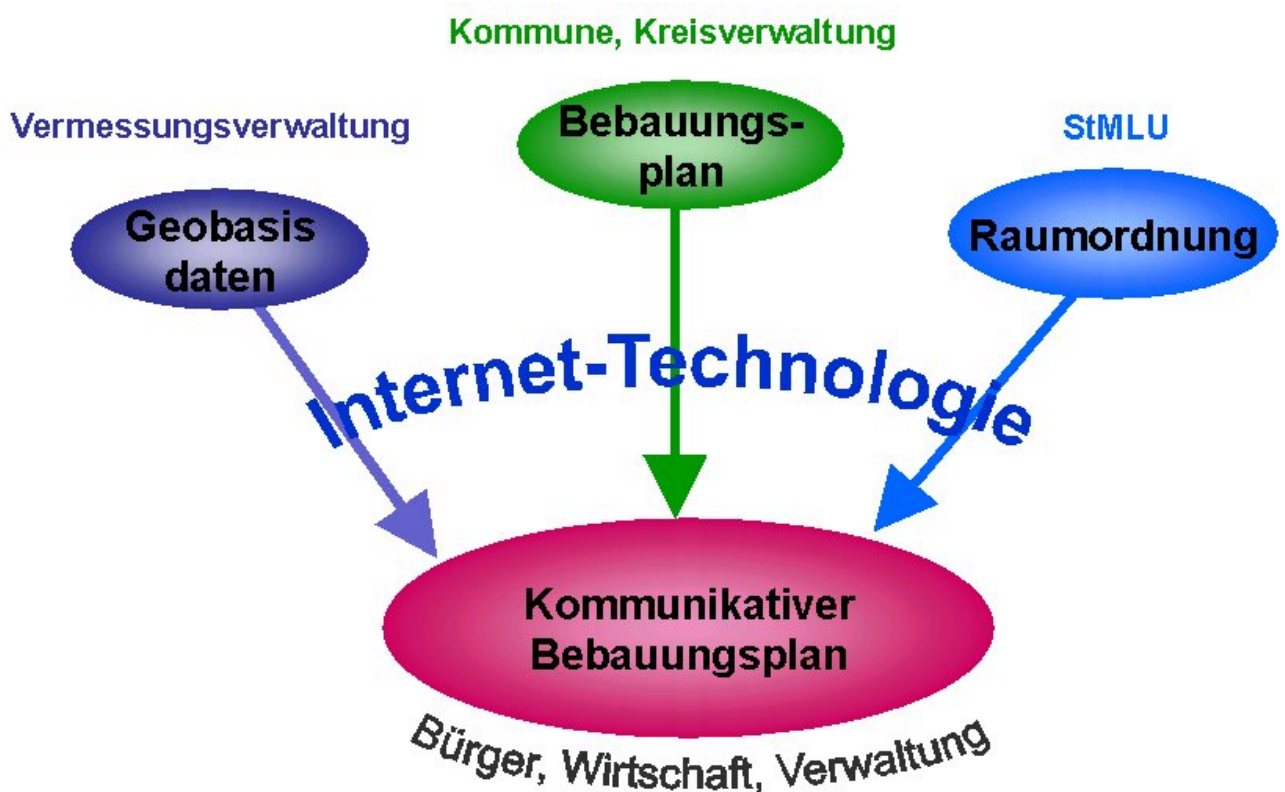 Kommune, Kreisverwaltung
Vermessungsverwaltung
Bebauungs-
plan
StMLU
Geobasis
daten
Raumordnung
Internet-Technologie
Kommunikativer
Bebauungsplan
Bürger, Wirtschaft, Verwaltung